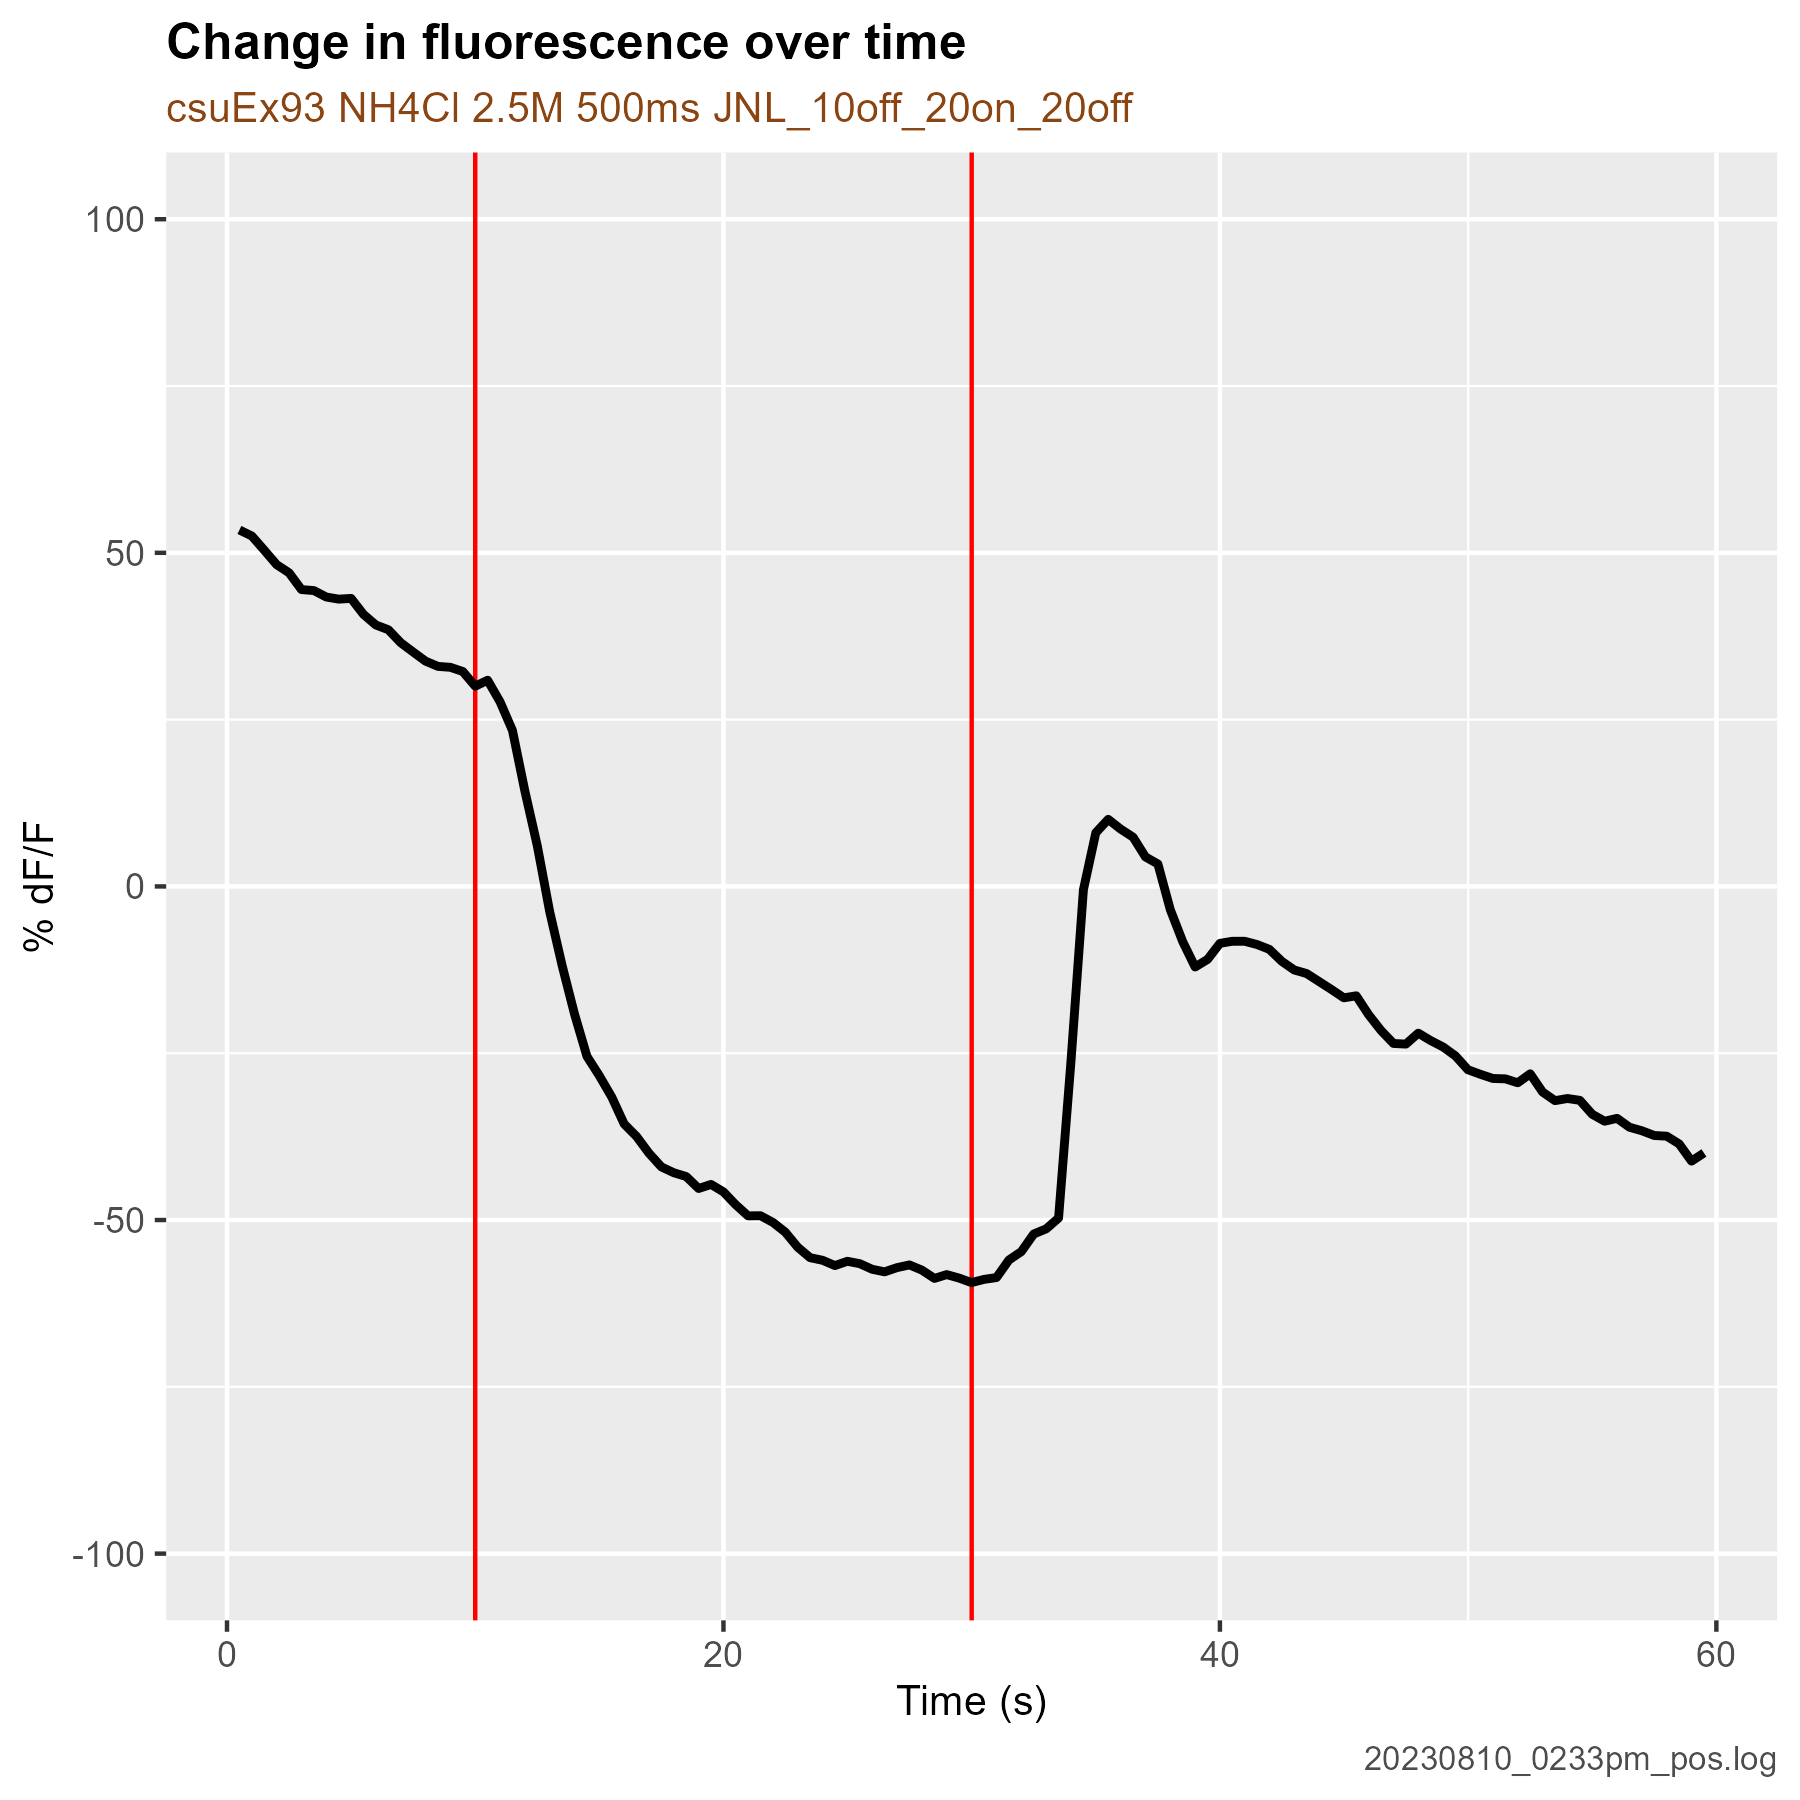 Change in fluorescence over time
csuEx93 NH4Cl 2.5M 500ms JNL_10off_20on_20off
% dF/F
100
50
0
-50
-100
0 20 40 60
Time (s)
20230810_0233pm_pos.log